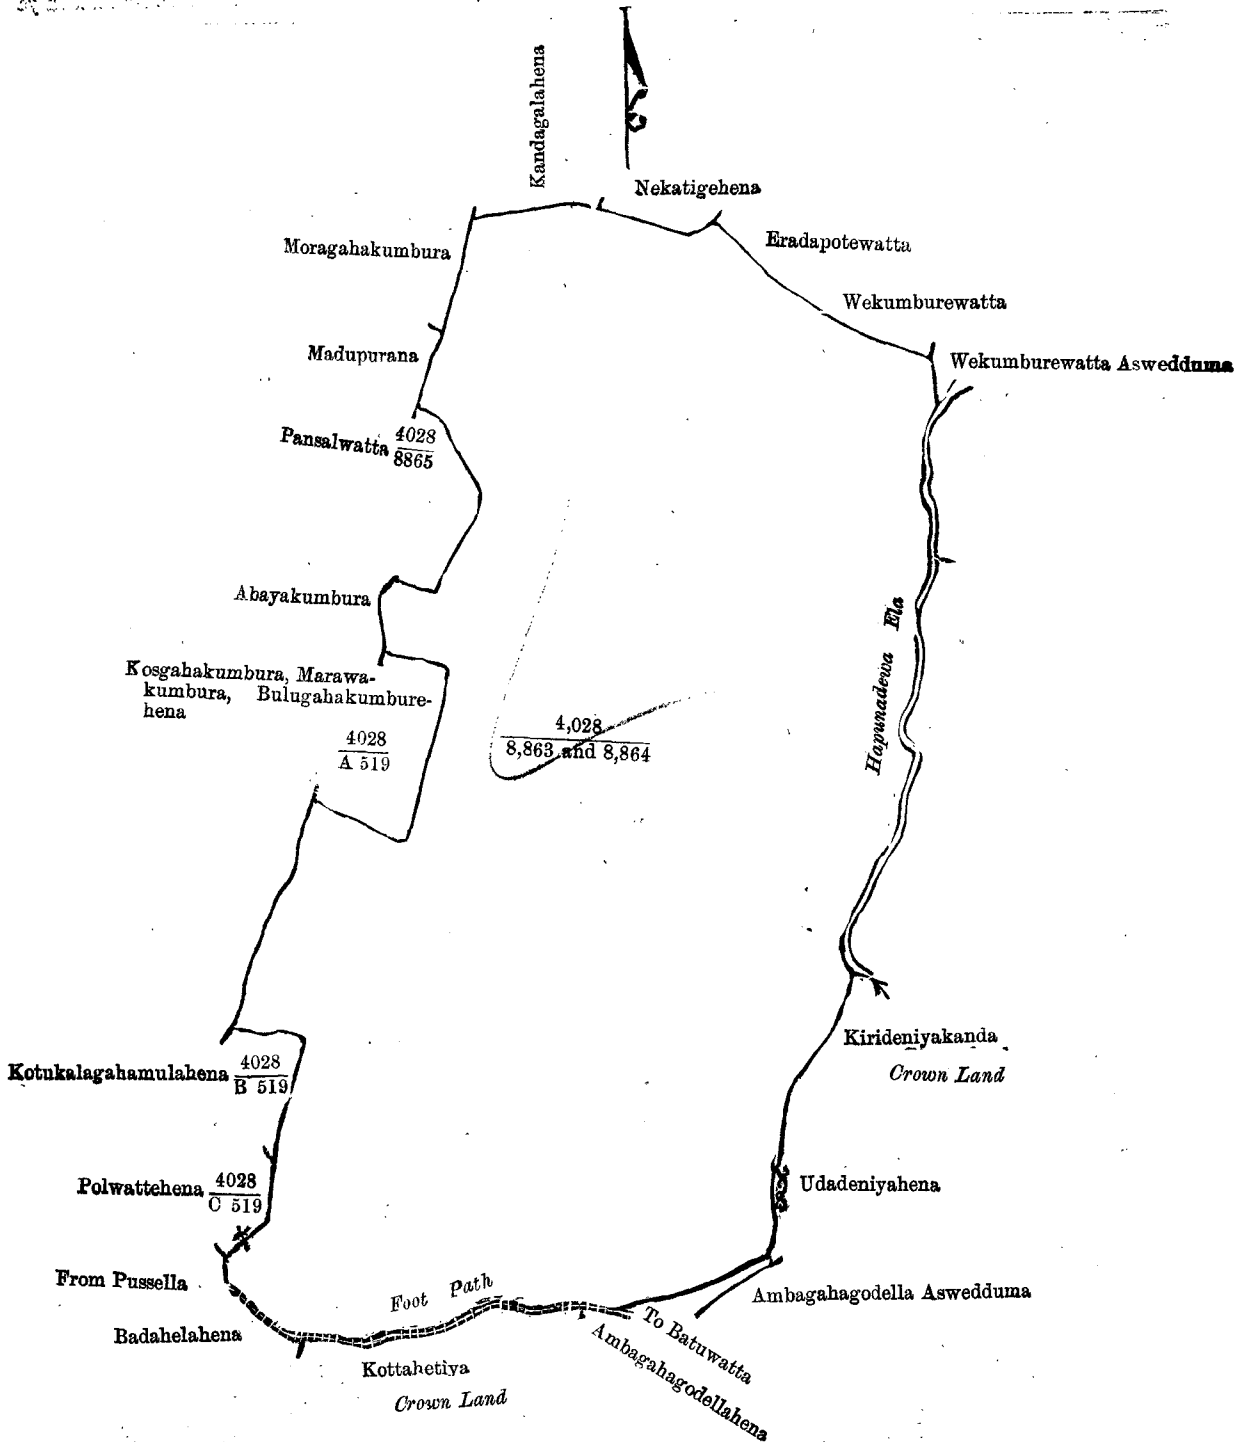 Kandagalahena
Nekatigehena
Moragahakumbura
Eradapotewatta
Wekumburewatta
Madupurana
Wekumburewatta Aswedduma
Pansalwatta 4028
8865
Abayakumbura
Hapunadewa Ela
Kosgahakumbura, Marawa-
kumbura, Bulugahakumbure-
hena
4028
A 519
4,028
8,863 and 8,864
Kirideniyakanda
Crown Land
Kotukalagahamulahena 4028
B 519
Polwattehena 4028
C 519
Udadeniyahena
From Pussella
Foot Path
Ambagahagodella Aswedduma
Badahelahena
To Batuwatta
Ambagahagodellahena
Kottahetiya
Crown Land